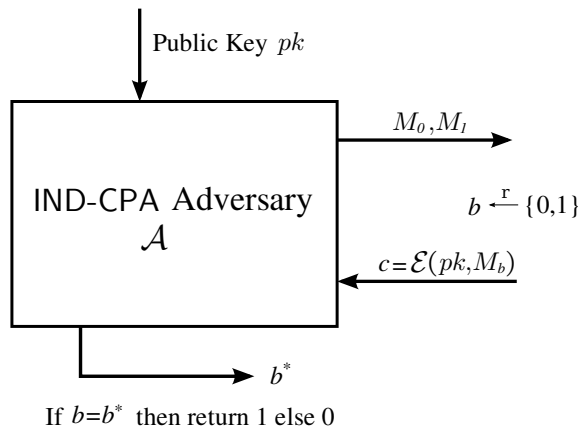 Public Key pk
M₀,M₁
IND-CPA Adversary
𝒜
b ←r {0,1}
c=ℰ(pk,M_b)
b*
If b=b* then return 1 else 0